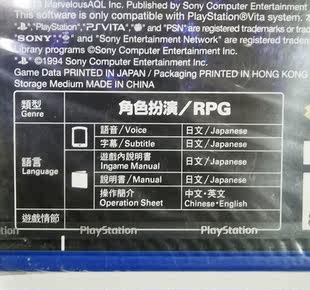 MarvelousAQL Inc. Published by Sony Computer Entertainment
This software is only compatible with PlayStation®Vita system.
PSVITA and "PSN" are registered trademarks or
"SONY" and "Sony Entertainment Network" are registered
Library programs ©Sony Computer Entertainment Inc.
©1994 Sony Computer Entertainment Inc.
Game Data PRINTED IN JAPAN / Packaging PRINTED IN HONG KONG
Storage Medium MADE IN CHINA
類型 Genre
角色扮演/RPG
語言 Language
語音/Voice 日文/Japanese
字幕/Subtitle 日文/Japanese
遊戲內說明書 Ingame Manual 日文/Japanese
說明書/Manual 日文/Japanese
操作簡介 Operation Sheet 中文·英文 Chinese·English
遊戲情節
PlayStation PlayStation